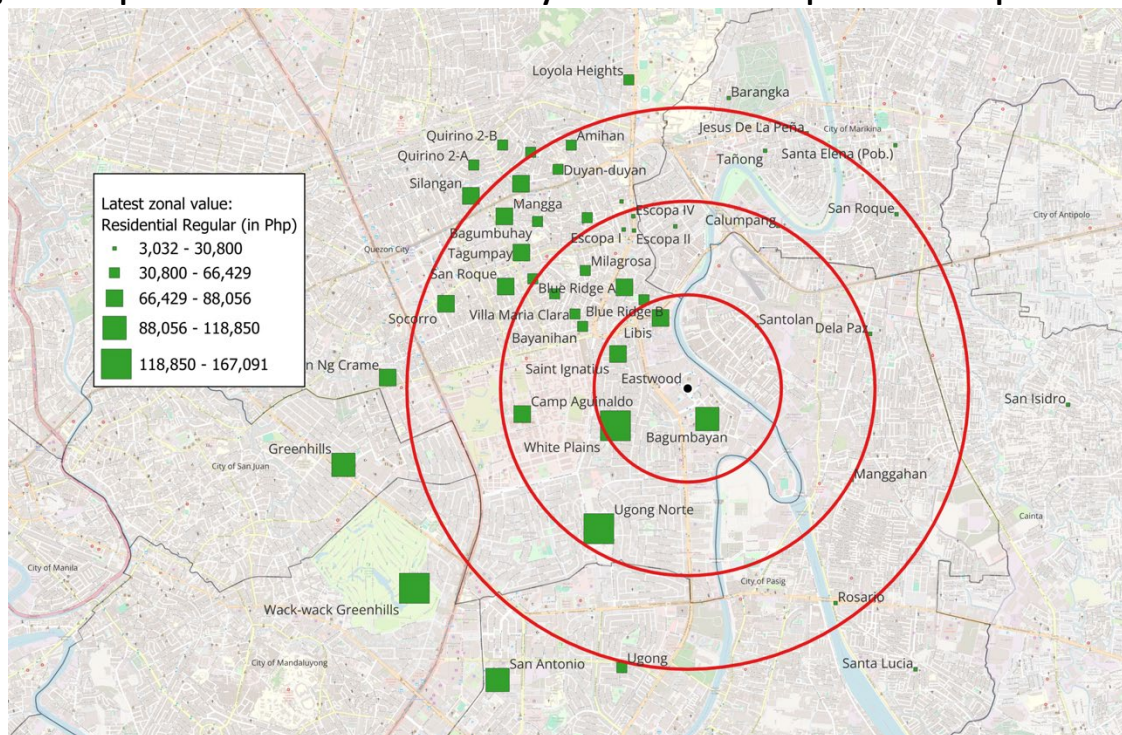 Loyola Heights
Barangka
Quirino 2-B
Amihan
Jesus De La Peña
City of Marikina
Quirino 2-A
Duyan-duyan
Tañong
Santa Elena (Pob.)
Silangan
Latest zonal value:
Residential Regular (in Php)
3,032 - 30,800
30,800 - 66,429
66,429 - 88,056
88,056 - 118,850
118,850 - 167,091
Mangga
Escopa IV
Calumpang
San Roque
City of Antipolo
Bagumbuhay
Escopa I
Escopa II
Quezon City
Tagumpay
Milagrosa
San Roque
Blue Ridge A
Socorro
Villa Maria Clara
Blue Ridge B
Santolan
Dela Paz
Bayanihan
Libis
n Ng Crame
Saint Ignatius
Eastwood
San Isidro
Camp Aguinaldo
White Plains
Bagumbayan
Greenhills
City of San Juan
Manggahan
Ugong Norte
Cainta
City of Manila
City of Pasig
Wack-wack Greenhills
Rosario
City of Mandaluyong
San Antonio
Ugong
Santa Lucia